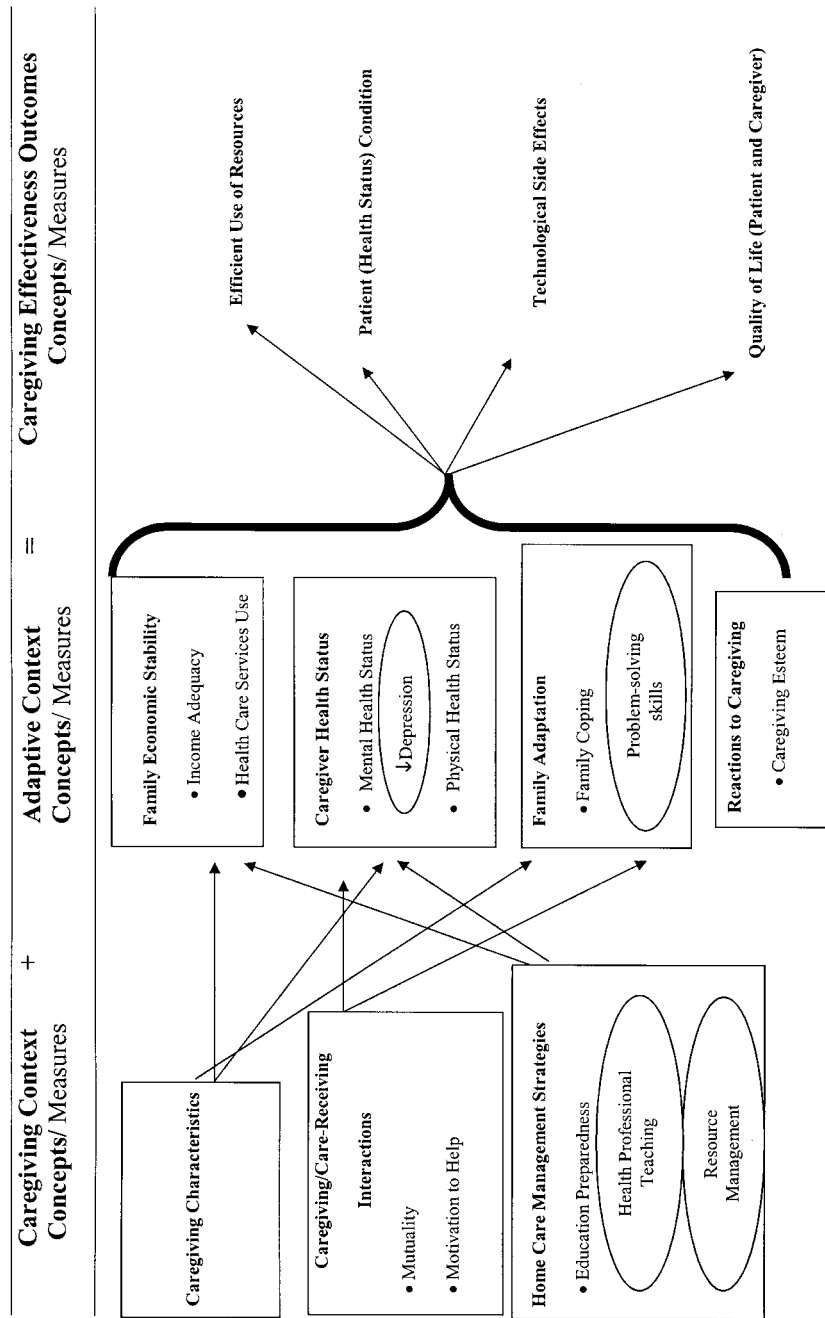 Caregiving Context
Concepts/ Measures
+
Adaptive Context
Concepts/ Measures
=
Caregiving Effectiveness Outcomes
Concepts/ Measures
Caregiving Characteristics
Caregiving/Care-Receiving
Interactions
• Mutuality
• Motivation to Help
Home Care Management Strategies
• Education Preparedness
Health Professional
Teaching
Resource
Management
Family Economic Stability
• Income Adequacy
• Health Care Services Use
Caregiver Health Status
• Mental Health Status
↓Depression
• Physical Health Status
Family Adaptation
• Family Coping
Problem-solving
skills
Reactions to Caregiving
• Caregiving Esteem
Efficient Use of Resources
Patient (Health Status) Condition
Technological Side Effects
Quality of Life (Patient and Caregiver)